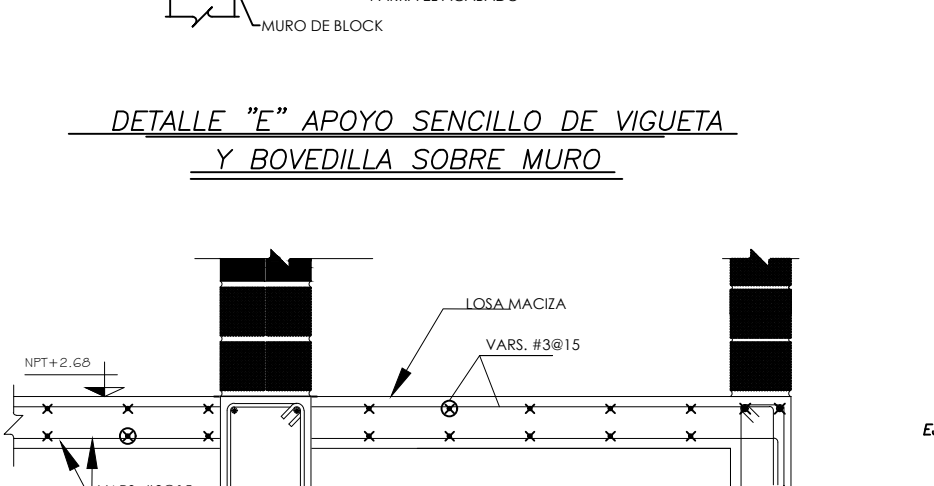 MURO DE BLOCK
DETALLE "E" APOYO SENCILLO DE VIGUETA
Y BOVEDILLA SOBRE MURO
LOSA MACIZA
VARS. #3@15
NPT+2.68